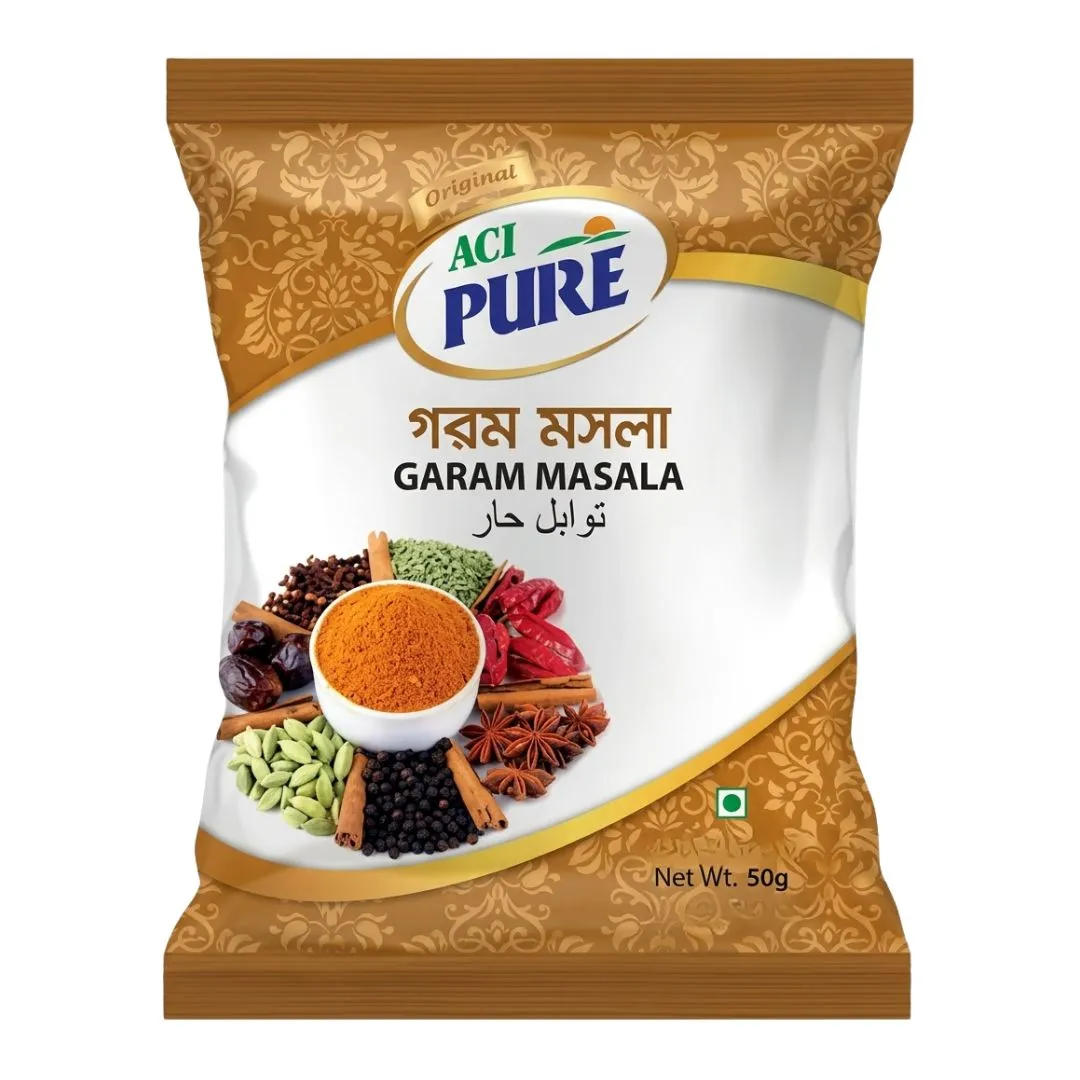 Original
ACI
PURE
গরম মসলা
GARAM MASALA
توابل حار
Net Wt. 50g